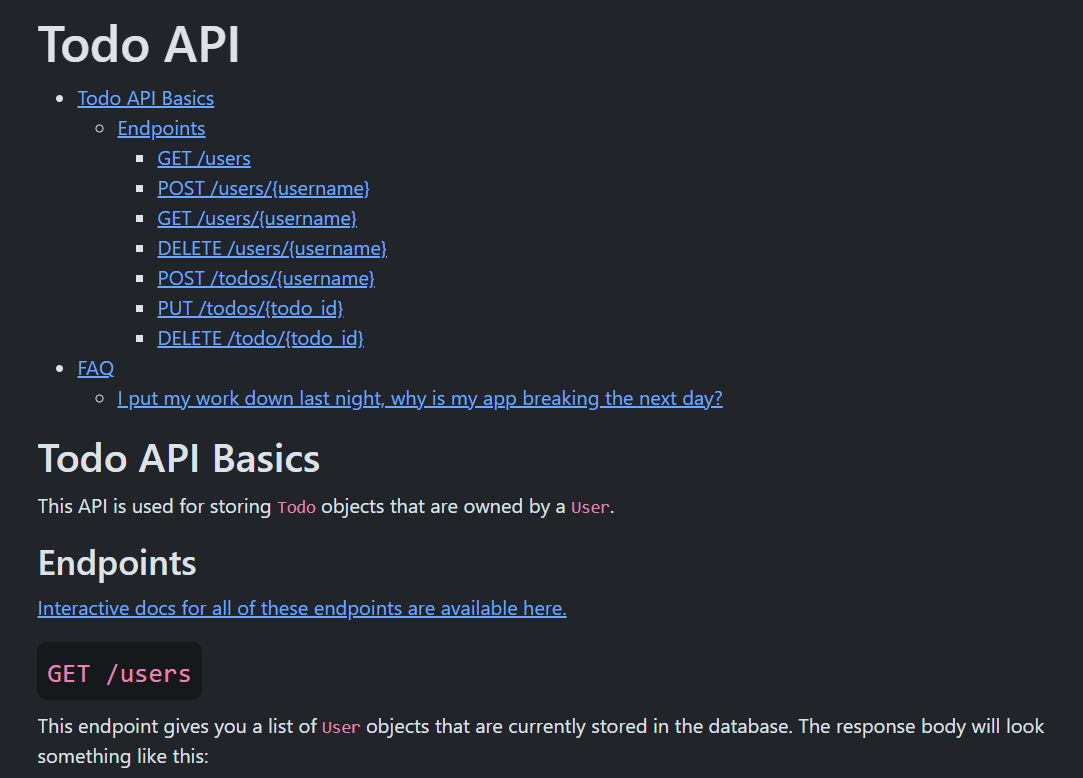 Todo API
Todo API Basics
Endpoints
GET /users
POST /users/{username}
GET /users/{username}
DELETE /users/{username}
POST /todos/{username}
PUT /todos/{todo_id}
DELETE /todo/{todo_id}
FAQ
I put my work down last night, why is my app breaking the next day?
Todo API Basics
This API is used for storing Todo objects that are owned by a User.
Endpoints
Interactive docs for all of these endpoints are available here.
GET /users
This endpoint gives you a list of User objects that are currently stored in the database. The response body will look
something like this: